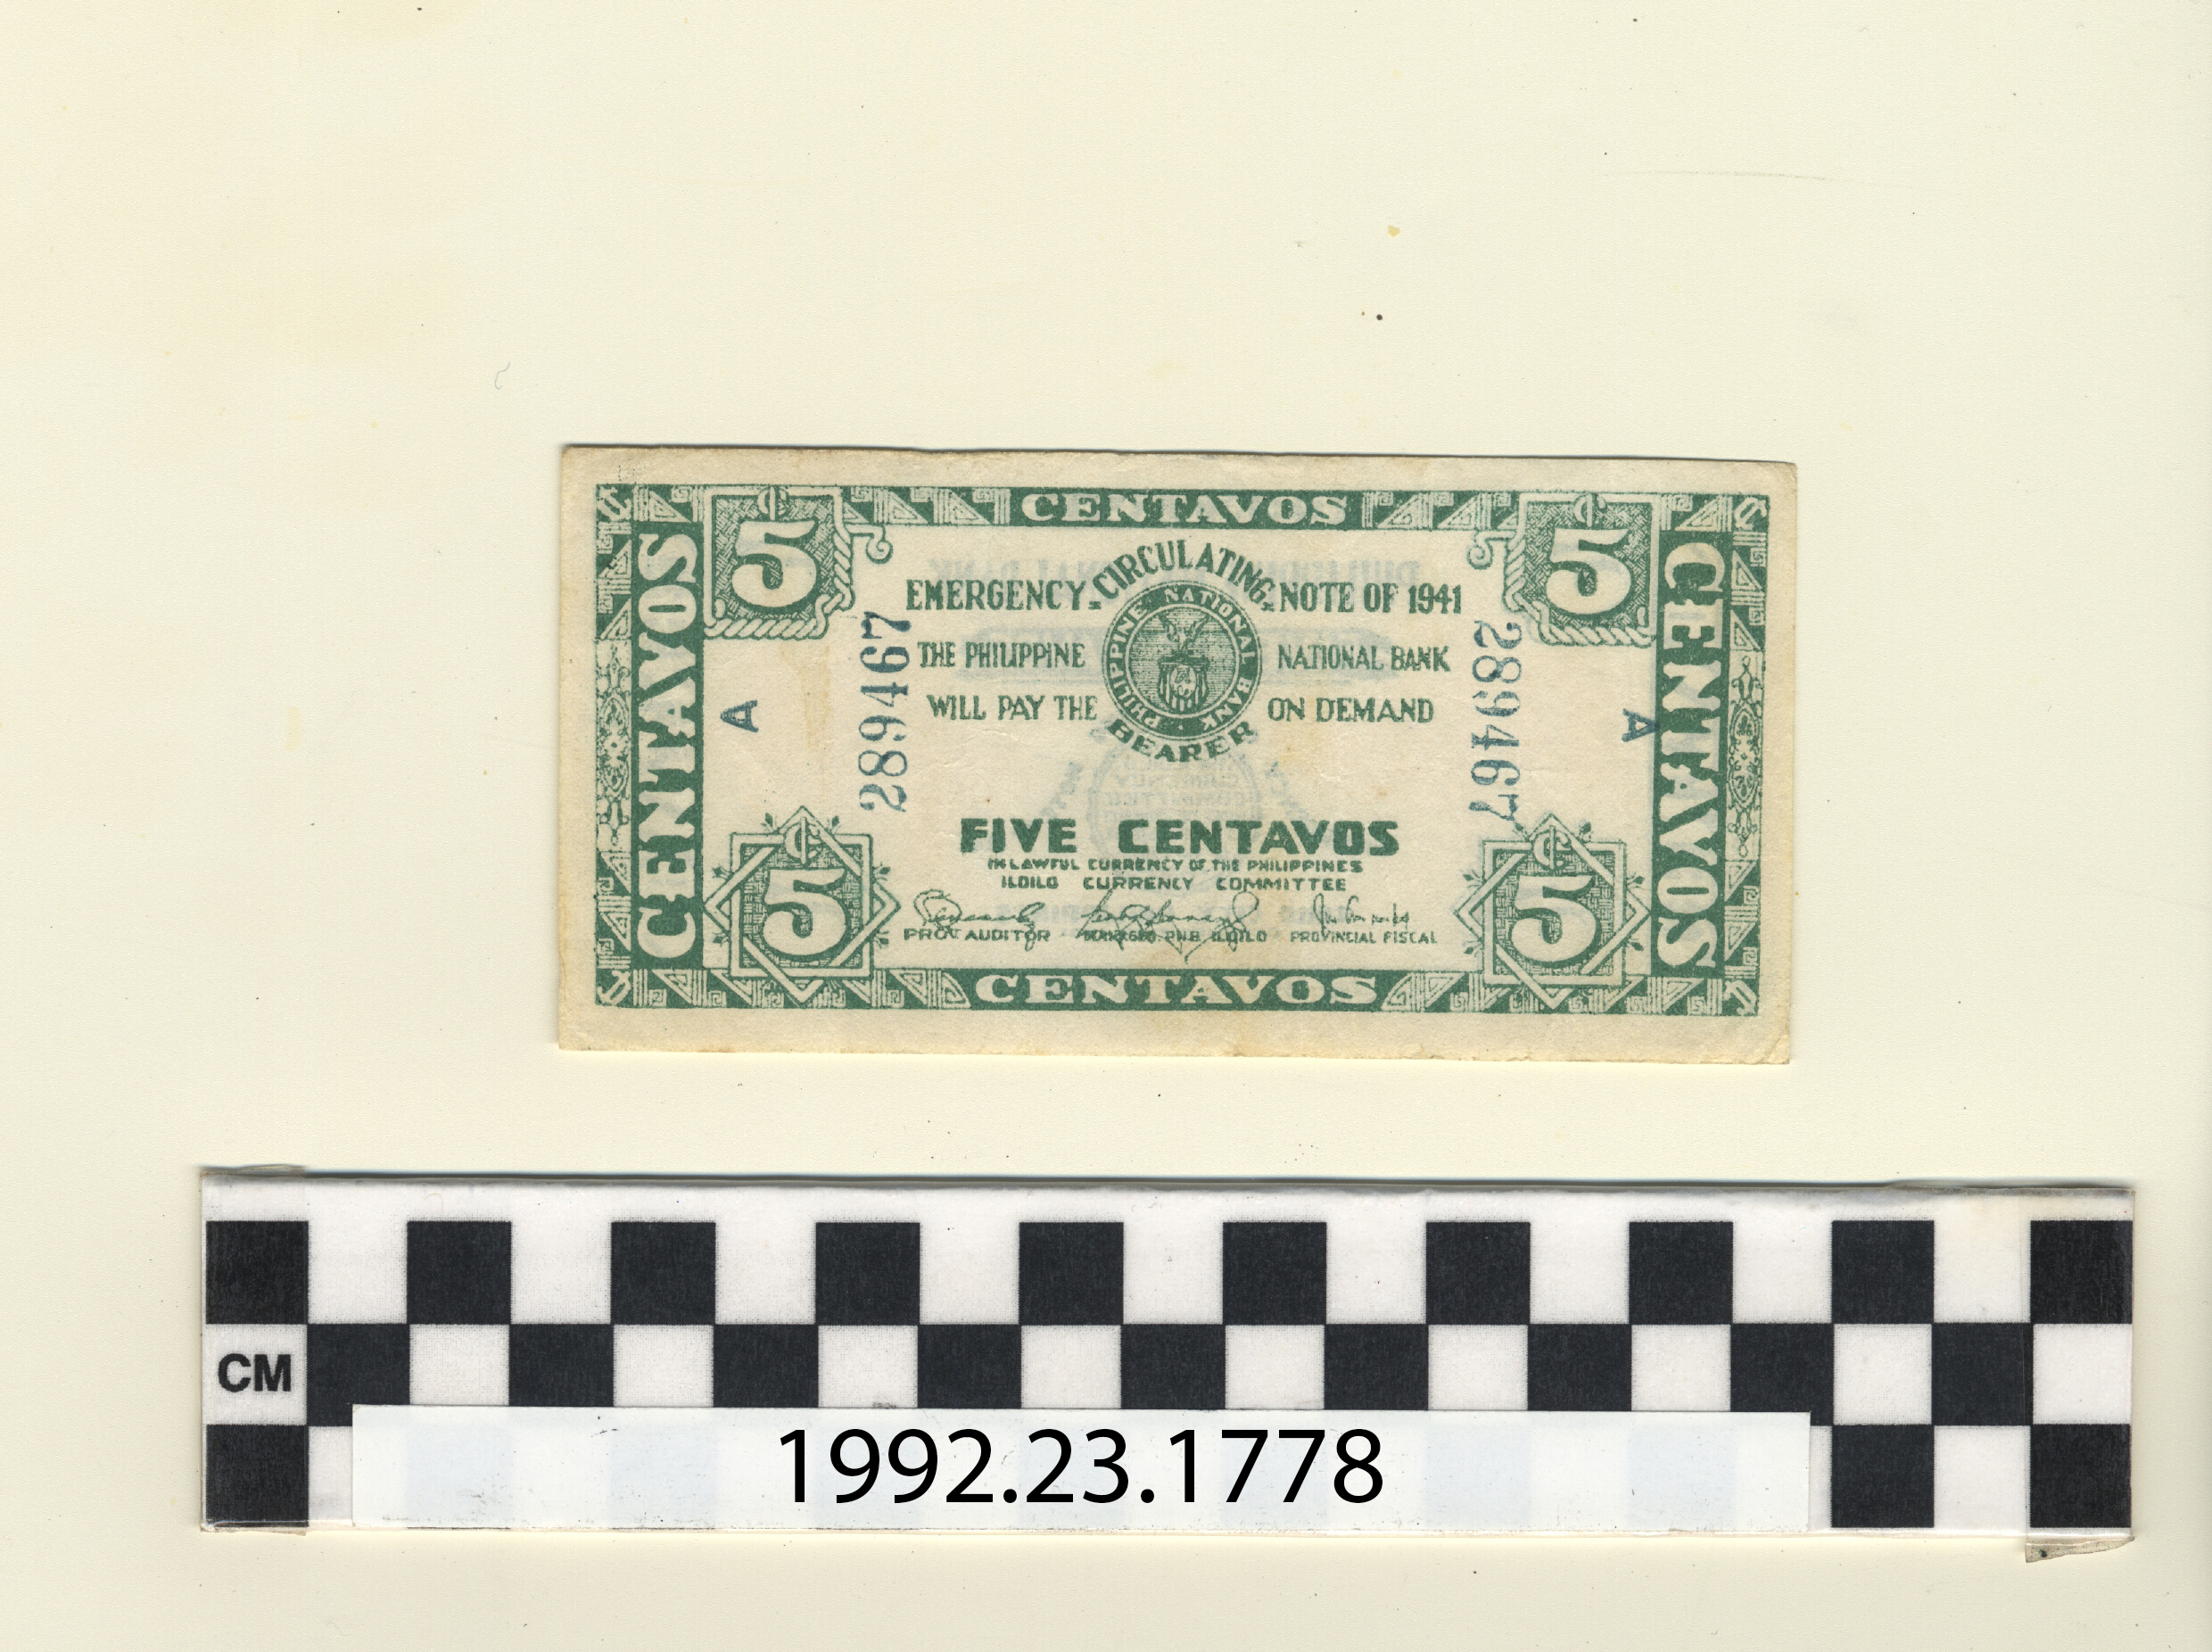 CENTAVOS
₵ 5
₵ 5
CENTAVOS
CENTAVOS
EMERGENCY CIRCULATING NOTE OF 1941
THE PHILIPPINE NATIONAL BANK
WILL PAY THE BEARER ON DEMAND
PHILIPPINE NATIONAL BANK
289467
289467
A
A
FIVE CENTAVOS
IN LAWFUL CURRENCY OF THE PHILIPPINES
ILOILO CURRENCY COMMITTEE
PROV. AUDITOR
MANAGER P.N.B. ILOILO
PROVINCIAL FISCAL
₵ 5
₵ 5
CENTAVOS
CM
1992.23.1778